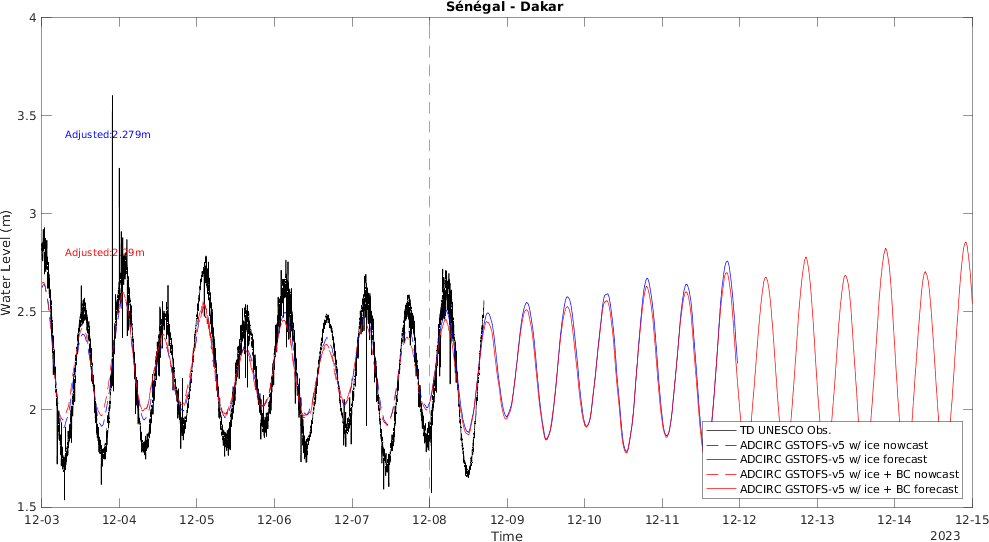 Sénégal - Dakar
4
3.5
3
2.5
2
1.5
Water Level (m)
Adjusted:2.279m
Adjusted:2.29m
TD UNESCO Obs.
ADCIRC GSTOFS-v5 w/ ice nowcast
ADCIRC GSTOFS-v5 w/ ice forecast
ADCIRC GSTOFS-v5 w/ ice + BC nowcast
ADCIRC GSTOFS-v5 w/ ice + BC forecast
12-03 12-04 12-05 12-06 12-07 12-08 12-09 12-10 12-11 12-12 12-13 12-14 12-15
Time
2023